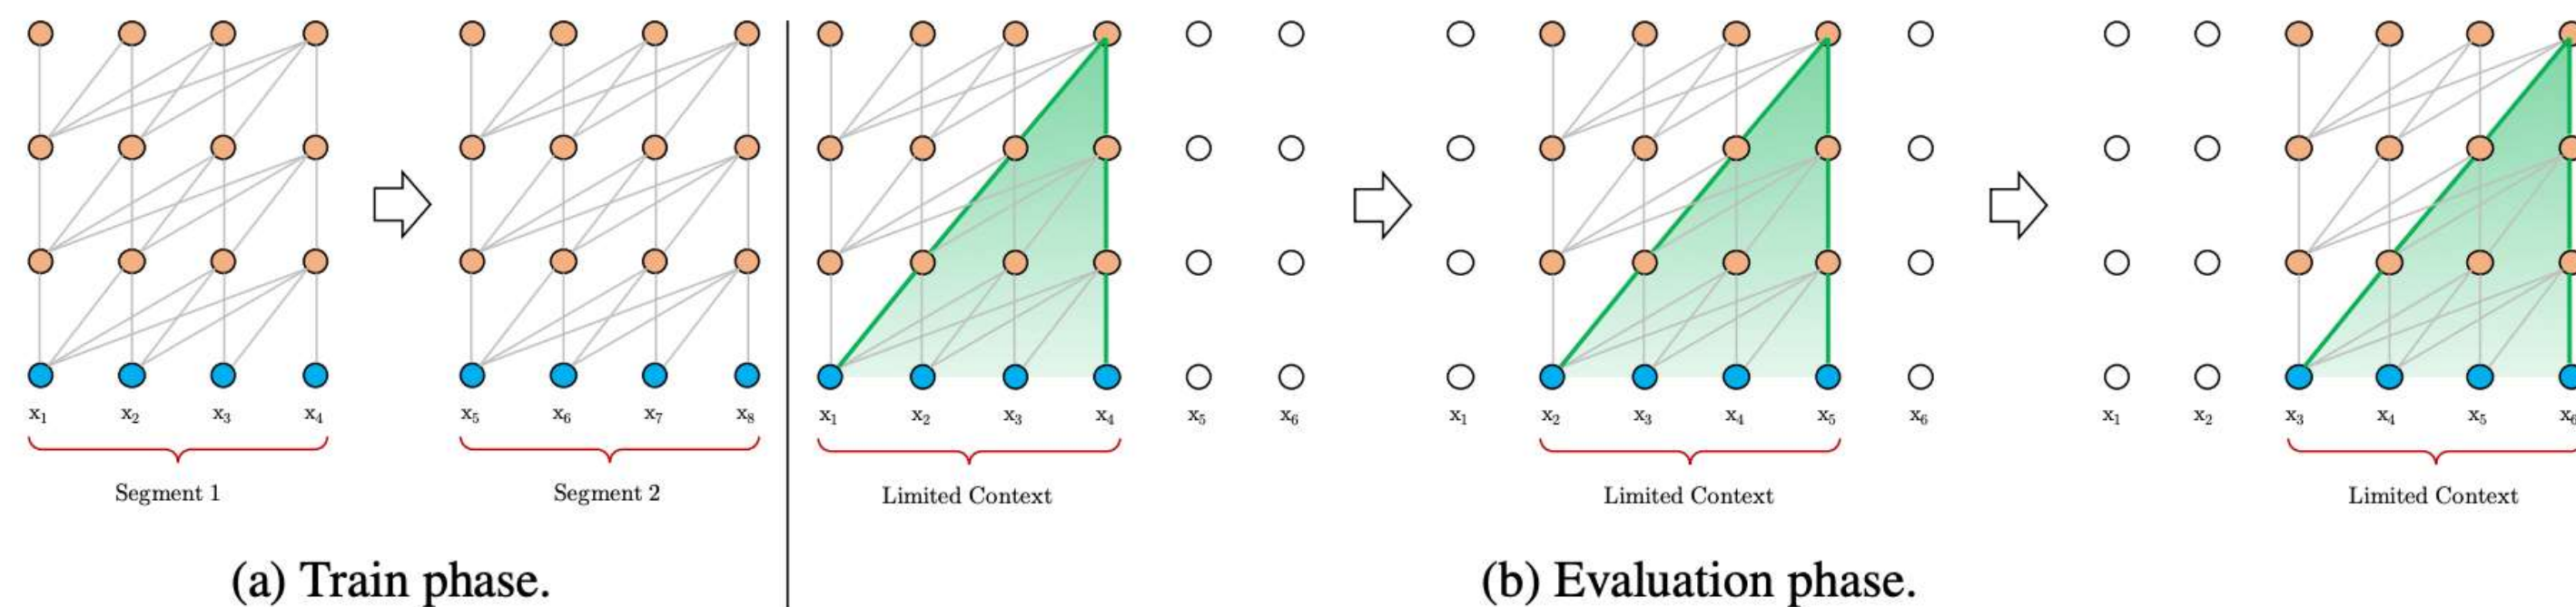 x₁ x₂ x₃ x₄ x₅ x₆ x₇ x₈ x₁ x₂ x₃ x₄ x₅ x₆ x₁ x₂ x₃ x₄ x₅ x₆ x₁ x₂ x₃ x₄ x₅ x₆
Segment 1 Segment 2 Limited Context Limited Context Limited Context
(a) Train phase. (b) Evaluation phase.